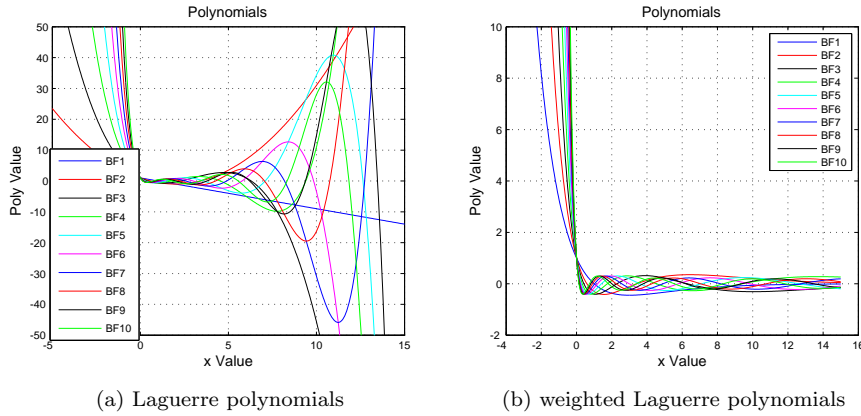 Polynomials
50
40
30
20
10
0
-10
-20
-30
-40
-50
Poly Value
-5
0
5
10
15
x Value
BF1
BF2
BF3
BF4
BF5
BF6
BF7
BF8
BF9
BF10
(a) Laguerre polynomials
Polynomials
10
8
6
4
2
0
-2
Poly Value
-4
-2
0
2
4
6
8
10
12
14
16
x Value
BF1
BF2
BF3
BF4
BF5
BF6
BF7
BF8
BF9
BF10
(b) weighted Laguerre polynomials